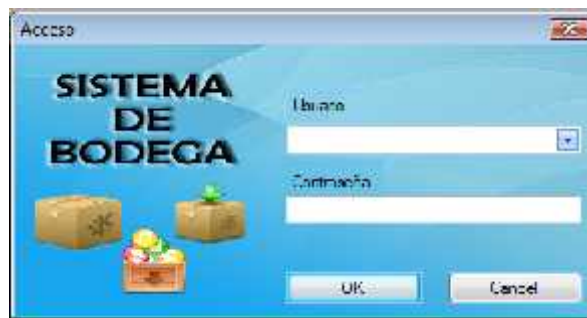 Acceso
SISTEMA
DE
BODEGA
Usuario
Contraseña
OK
Cancel